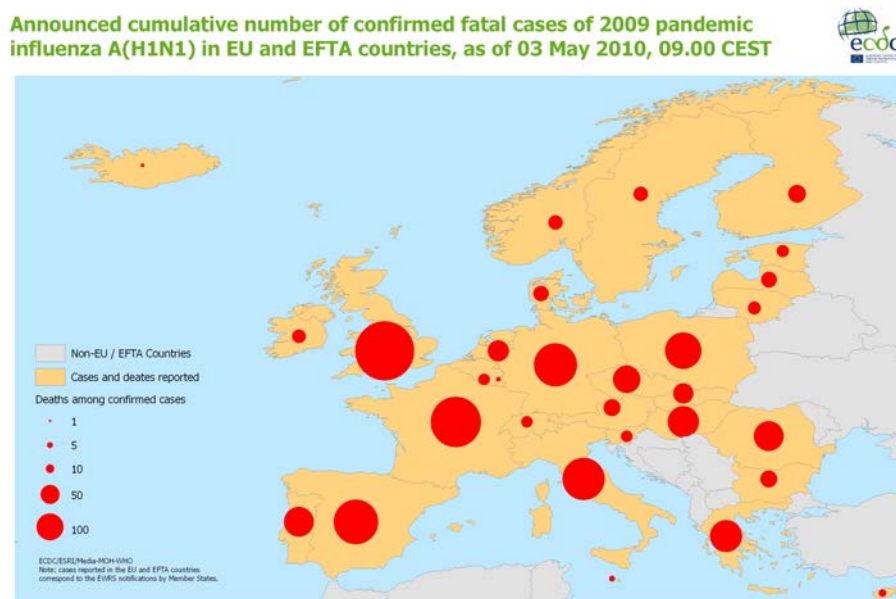 Announced cumulative number of confirmed fatal cases of 2009 pandemic
influenza A(H1N1) in EU and EFTA countries, as of 03 May 2010, 09.00 CEST
ecdc
Non-EU / EFTA Countries
Cases and deates reported
Deaths among confirmed cases
1
5
10
50
100
ECDC/ESRI/Media-MOH-WHO
Note: cases reported in the EU and EFTA countries
correspond to the EWRS notifications by Member States.